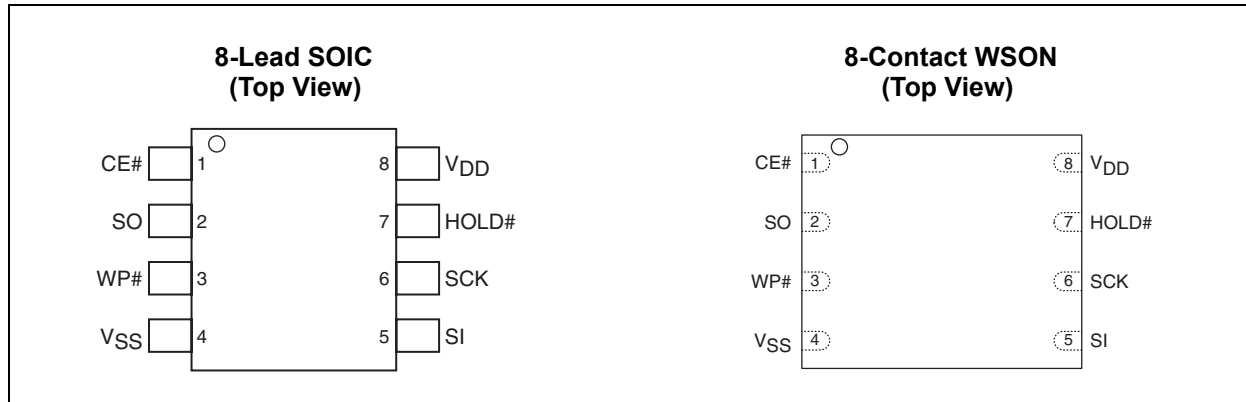 8-Lead SOIC
(Top View)
CE# 1 8 VDD
SO 2 7 HOLD#
WP# 3 6 SCK
VSS 4 5 SI
8-Contact WSON
(Top View)
CE# 1 8 VDD
SO 2 7 HOLD#
WP# 3 6 SCK
VSS 4 5 SI